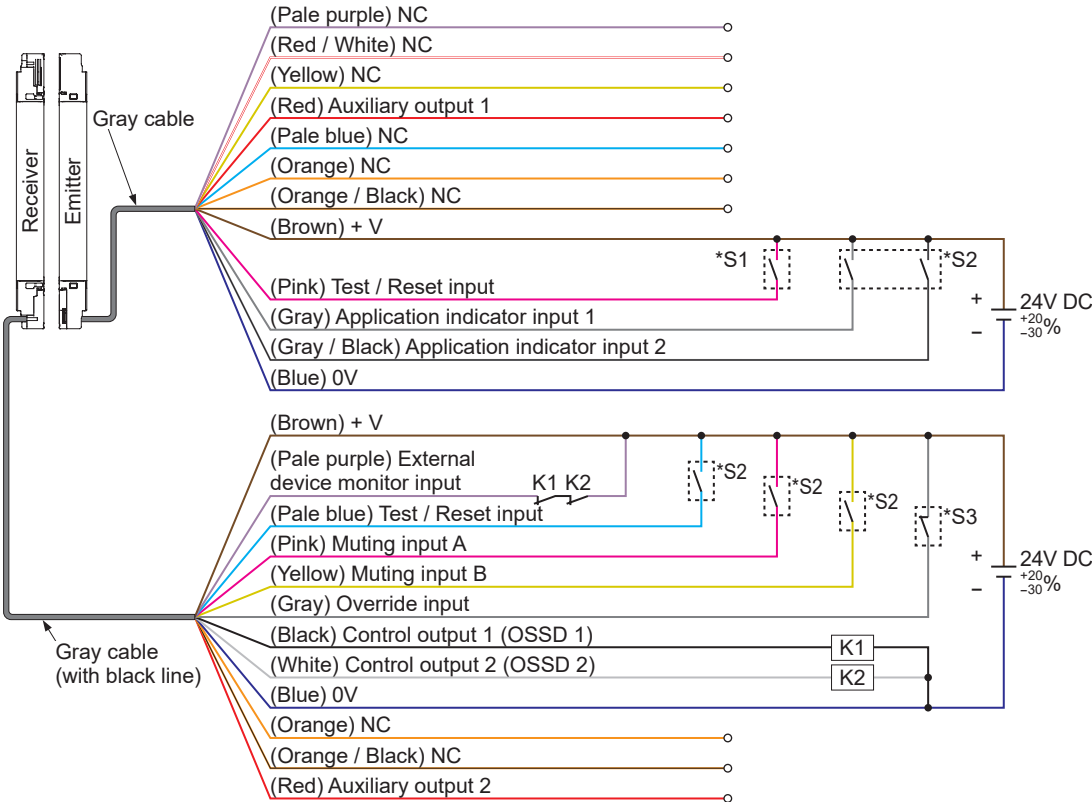 (Pale purple) NC
(Red / White) NC
(Yellow) NC
(Red) Auxiliary output 1
(Pale blue) NC
(Orange) NC
(Orange / Black) NC
(Brown) + V
Gray cable
Receiver
Emitter
*S1
*S2
(Pink) Test / Reset input
(Gray) Application indicator input 1
(Gray / Black) Application indicator input 2
(Blue) 0V
+
−
24V DC
+20
−30 %
(Brown) + V
(Pale purple) External
device monitor input
K1 K2
(Pale blue) Test / Reset input
(Pink) Muting input A
(Yellow) Muting input B
(Gray) Override input
*S2
*S2
*S2
*S3
+
−
24V DC
+20
−30 %
(Black) Control output 1 (OSSD 1)
K1
(White) Control output 2 (OSSD 2)
K2
(Blue) 0V
(Orange) NC
(Orange / Black) NC
(Red) Auxiliary output 2
Gray cable
(with black line)